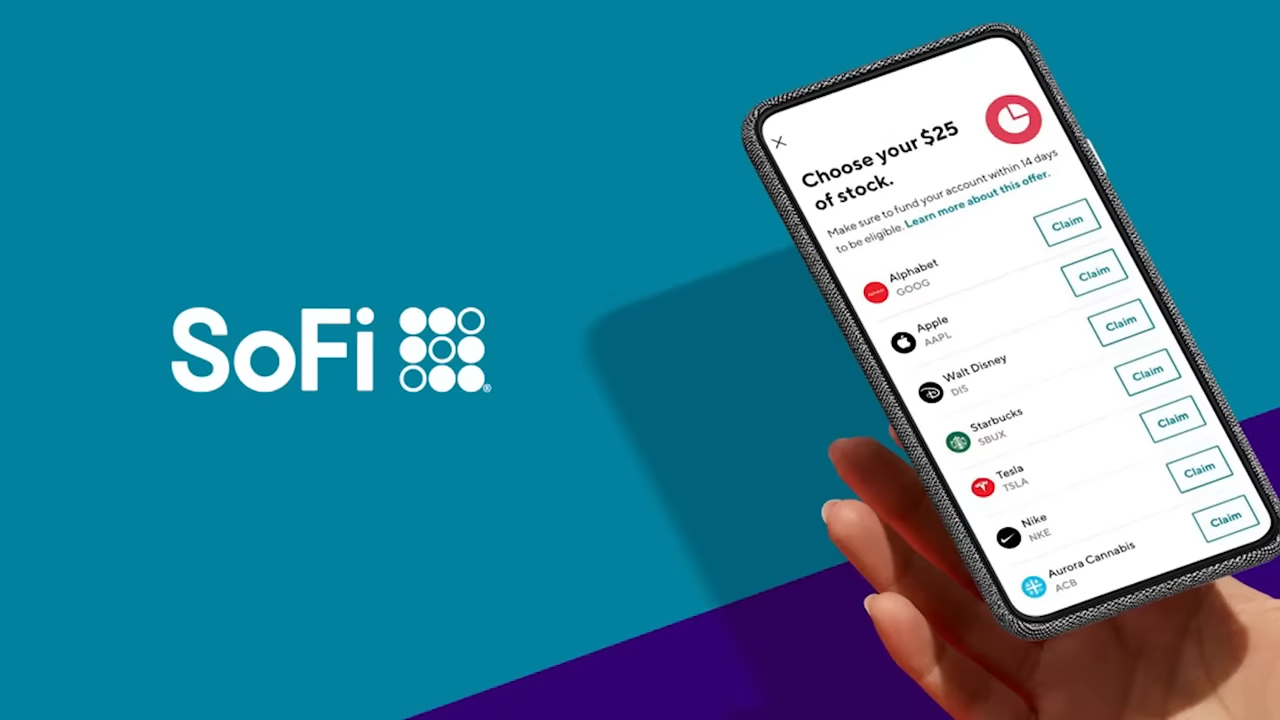 SoFi
®
Choose your $25
of stock.
Make sure to fund your account within 14 days
to be eligible. Learn more about this offer.
Alphabet
GOOG
Claim
Apple
AAPL
Claim
Walt Disney
DIS
Claim
Starbucks
SBUX
Claim
Tesla
TSLA
Claim
Nike
NKE
Claim
Aurora Cannabis
ACB
Claim